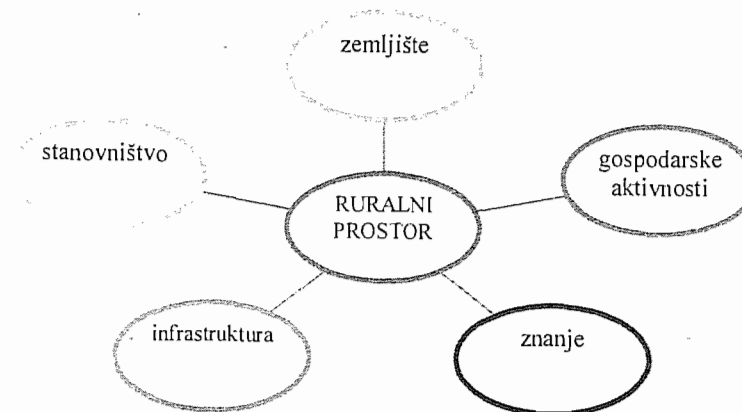 zemljište
stanovništvo
gospodarske
aktivnosti
RURALNI
PROSTOR
infrastruktura
znanje